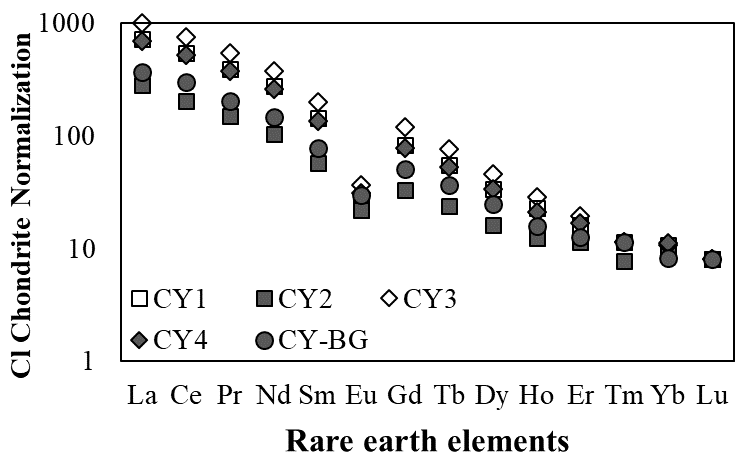 Cl Chondrite Normalization
1000
100
10
1
CY1 CY2 CY3
CY4 CY-BG
La Ce Pr Nd Sm Eu Gd Tb Dy Ho Er Tm Yb Lu
Rare earth elements